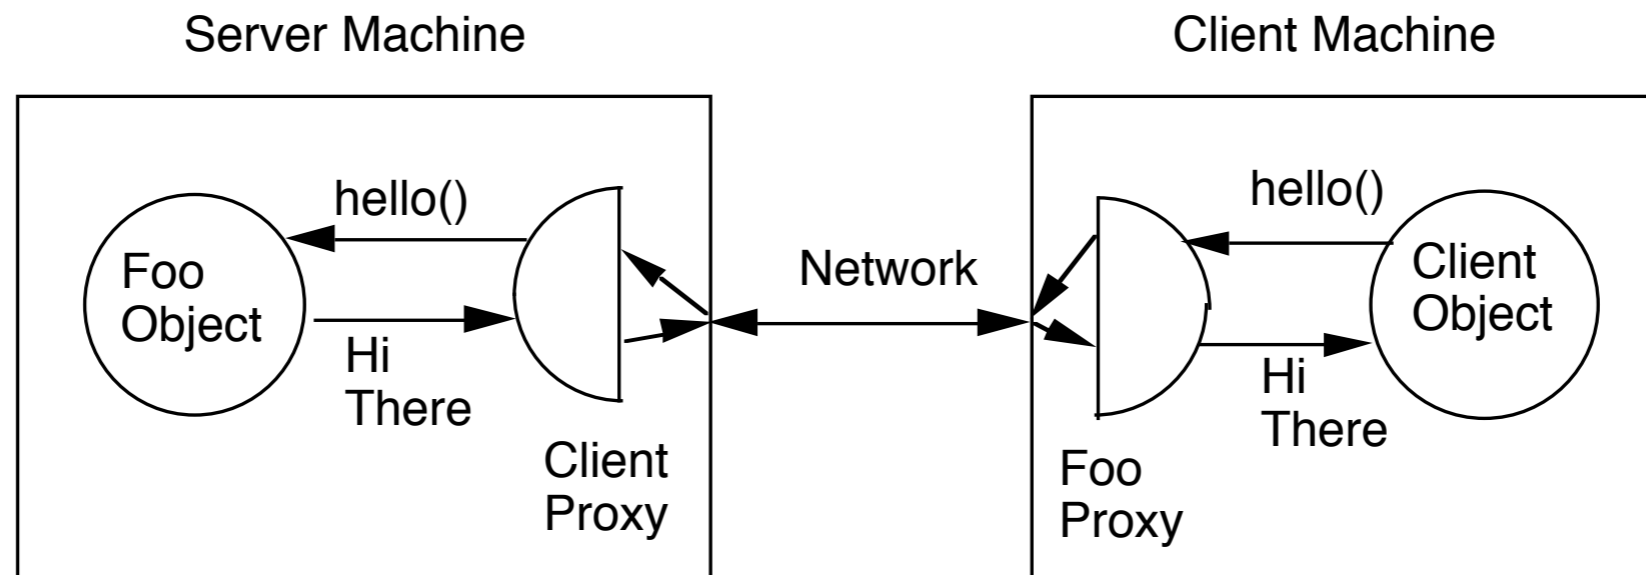 Server Machine
Client Machine
hello()
Foo
Object
Hi
There
Client
Proxy
Network
hello()
Client
Object
Hi
There
Foo
Proxy